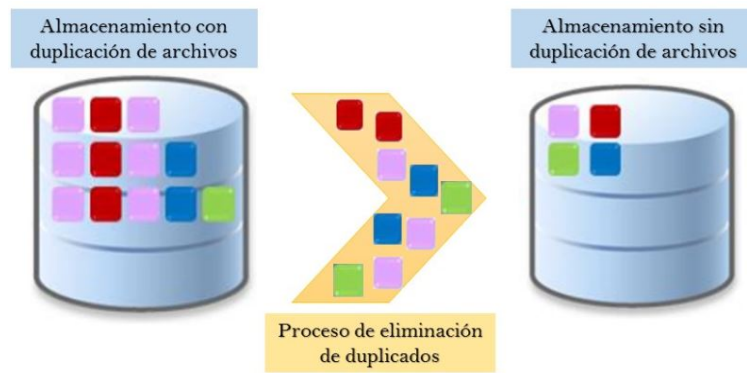 Almacenamiento con
duplicación de archivos
Almacenamiento sin
duplicación de archivos
Proceso de eliminación
de duplicados